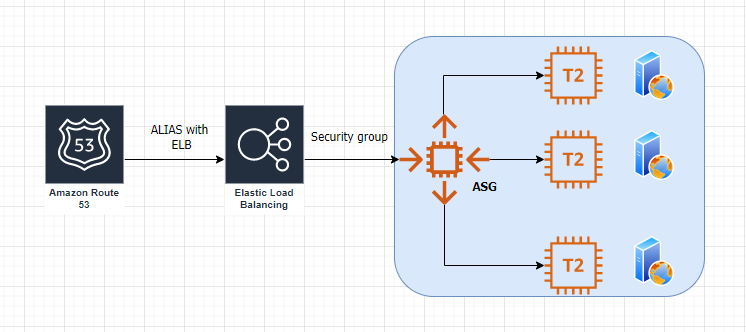 53
Amazon Route
53
ALIAS with
ELB
Elastic Load
Balancing
Security group
ASG
T2
T2
T2